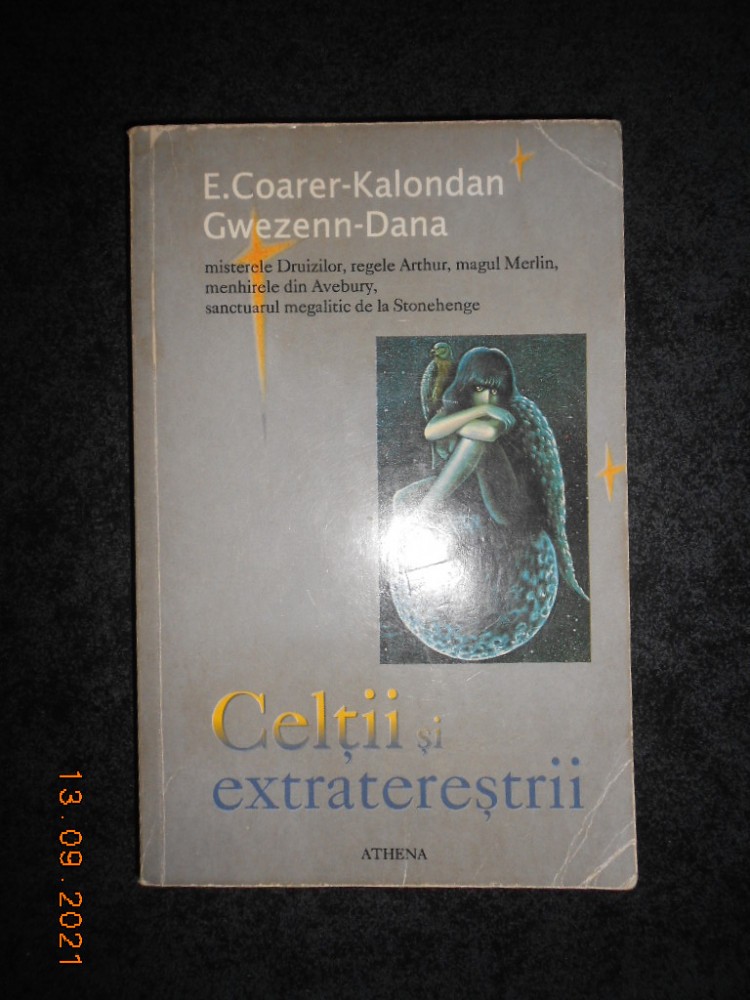 E.Coarer-Kalondan
Gwezenn-Dana
misterele Druizilor, regele Arthur, magul Merlin,
menhirele din Avebury,
sanctuarul megalitic de la Stonehenge
Celții și
extratereștrii
ATHENA
13.09.2021